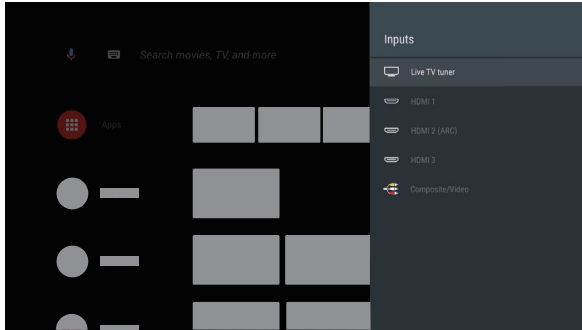 Search movies, TV, and more
Apps
Inputs
Live TV tuner
HDMI 1
HDMI 2 (ARC)
HDMI 3
Composite/Video